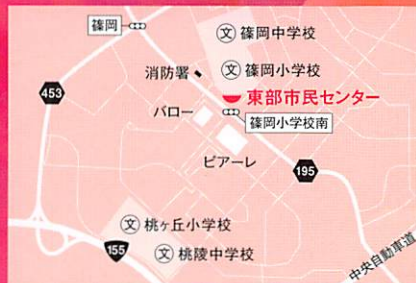 篠岡
文 篠岡中学校
消防署
文 篠岡小学校
453
東部市民センター
バロー
篠岡小学校南
ピアーレ
195
文 桃ヶ丘小学校
155
文 桃陵中学校
中央自動車道